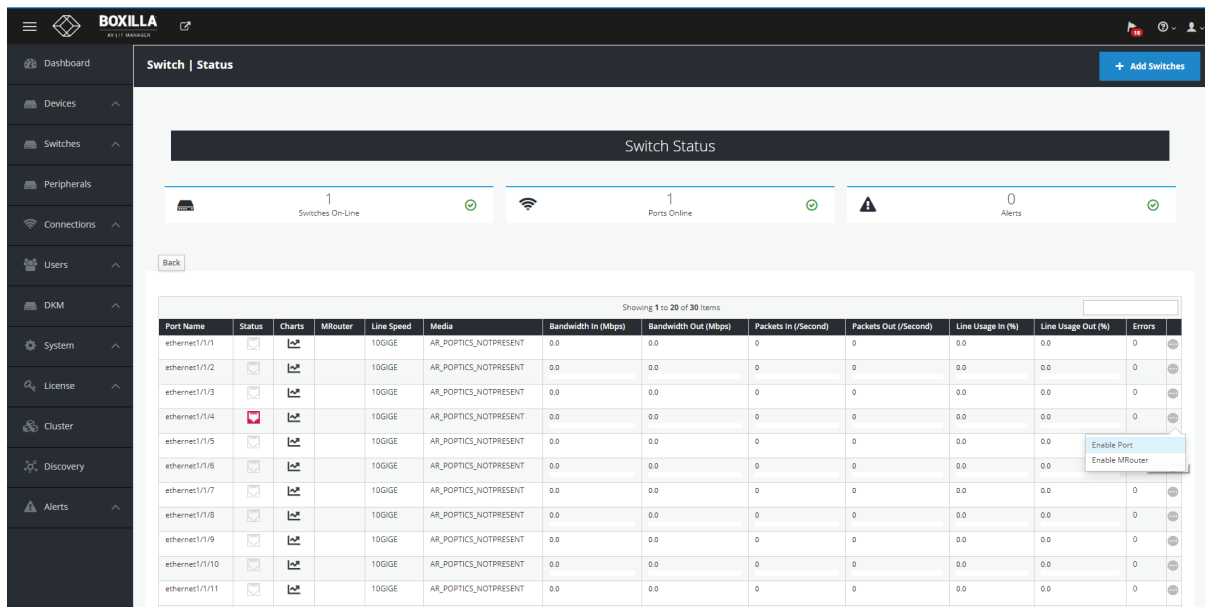 BOXILLA
AV | IT MANAGER
18
Dashboard
Devices
Switches
Peripherals
Connections
Users
DKM
System
License
Cluster
Discovery
Alerts
Switch | Status
+ Add Switches
Switch Status
1
Switches On-Line
1
Ports Online
0
Alerts
Back
Showing 1 to 20 of 30 Items
Port Name Status Charts MRouter Line Speed Media Bandwidth In (Mbps) Bandwidth Out (Mbps) Packets In (/Second) Packets Out (/Second) Line Usage In (%) Line Usage Out (%) Errors
ethernet1/1/1 10GIGE AR_POPTICS_NOTPRESENT 0.0 0.0 0 0 0.0 0.0 0
ethernet1/1/2 10GIGE AR_POPTICS_NOTPRESENT 0.0 0.0 0 0 0.0 0.0 0
ethernet1/1/3 10GIGE AR_POPTICS_NOTPRESENT 0.0 0.0 0 0 0.0 0.0 0
ethernet1/1/4 10GIGE AR_POPTICS_NOTPRESENT 0.0 0.0 0 0 0.0 0.0 0
ethernet1/1/5 10GIGE AR_POPTICS_NOTPRESENT 0.0 0.0 0 0 0.0 0.0
Enable Port
ethernet1/1/6 10GIGE AR_POPTICS_NOTPRESENT 0.0 0.0 0 0 0.0 0.0
Enable MRouter
ethernet1/1/7 10GIGE AR_POPTICS_NOTPRESENT 0.0 0.0 0 0 0.0 0.0 0
ethernet1/1/8 10GIGE AR_POPTICS_NOTPRESENT 0.0 0.0 0 0 0.0 0.0 0
ethernet1/1/9 10GIGE AR_POPTICS_NOTPRESENT 0.0 0.0 0 0 0.0 0.0 0
ethernet1/1/10 10GIGE AR_POPTICS_NOTPRESENT 0.0 0.0 0 0 0.0 0.0 0
ethernet1/1/11 10GIGE AR_POPTICS_NOTPRESENT 0.0 0.0 0 0 0.0 0.0 0